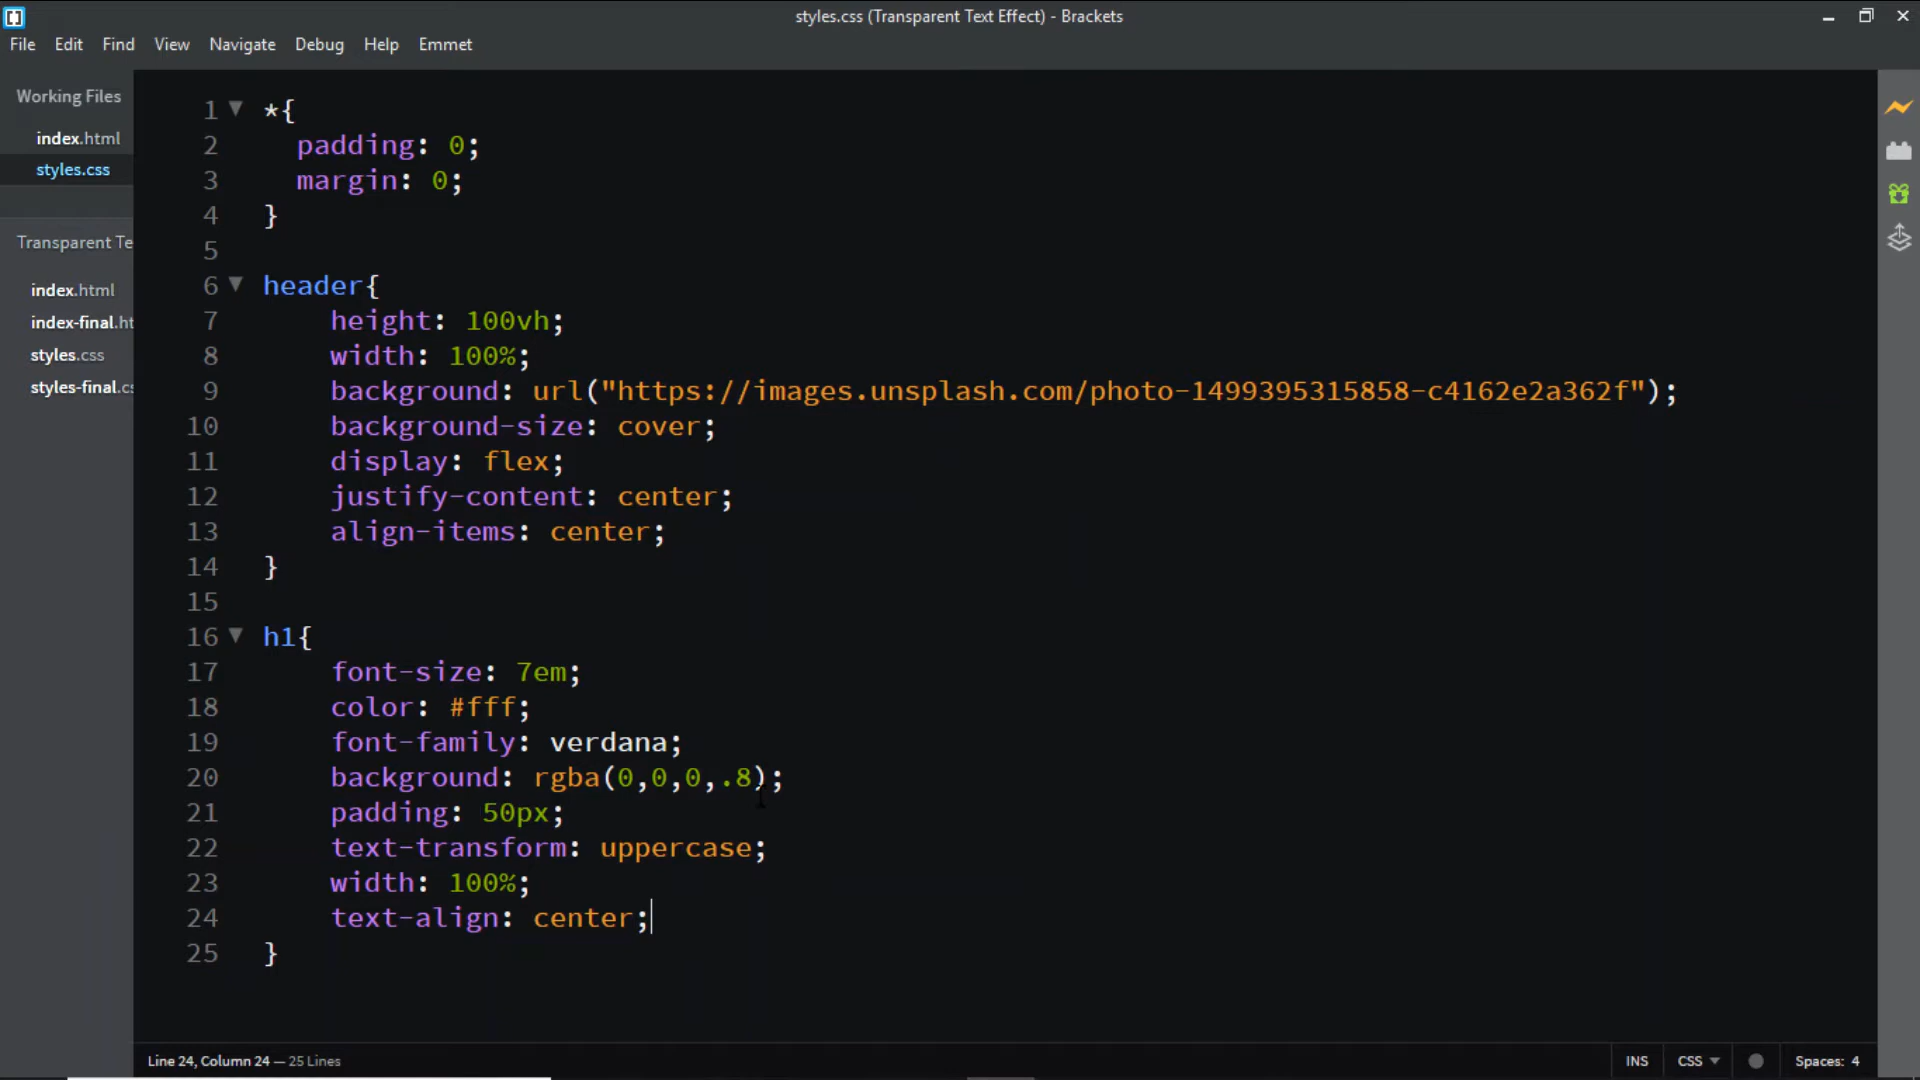 styles.css (Transparent Text Effect) - Brackets
File Edit Find View Navigate Debug Help Emmet
Working Files
index.html
styles.css
Transparent Te
index.html
index-final.ht
styles.css
styles-final.cs
1 *{
2 padding: 0;
3 margin: 0;
4 }
5
6 header{
7 height: 100vh;
8 width: 100%;
9 background: url("https://images.unsplash.com/photo-1499395315858-c4162e2a362f");
10 background-size: cover;
11 display: flex;
12 justify-content: center;
13 align-items: center;
14 }
15
16 h1{
17 font-size: 7em;
18 color: #fff;
19 font-family: verdana;
20 background: rgba(0,0,0,.8);
21 padding: 50px;
22 text-transform: uppercase;
23 width: 100%;
24 text-align: center;
25 }
Line 24, Column 24 — 25 Lines
INS CSS Spaces: 4